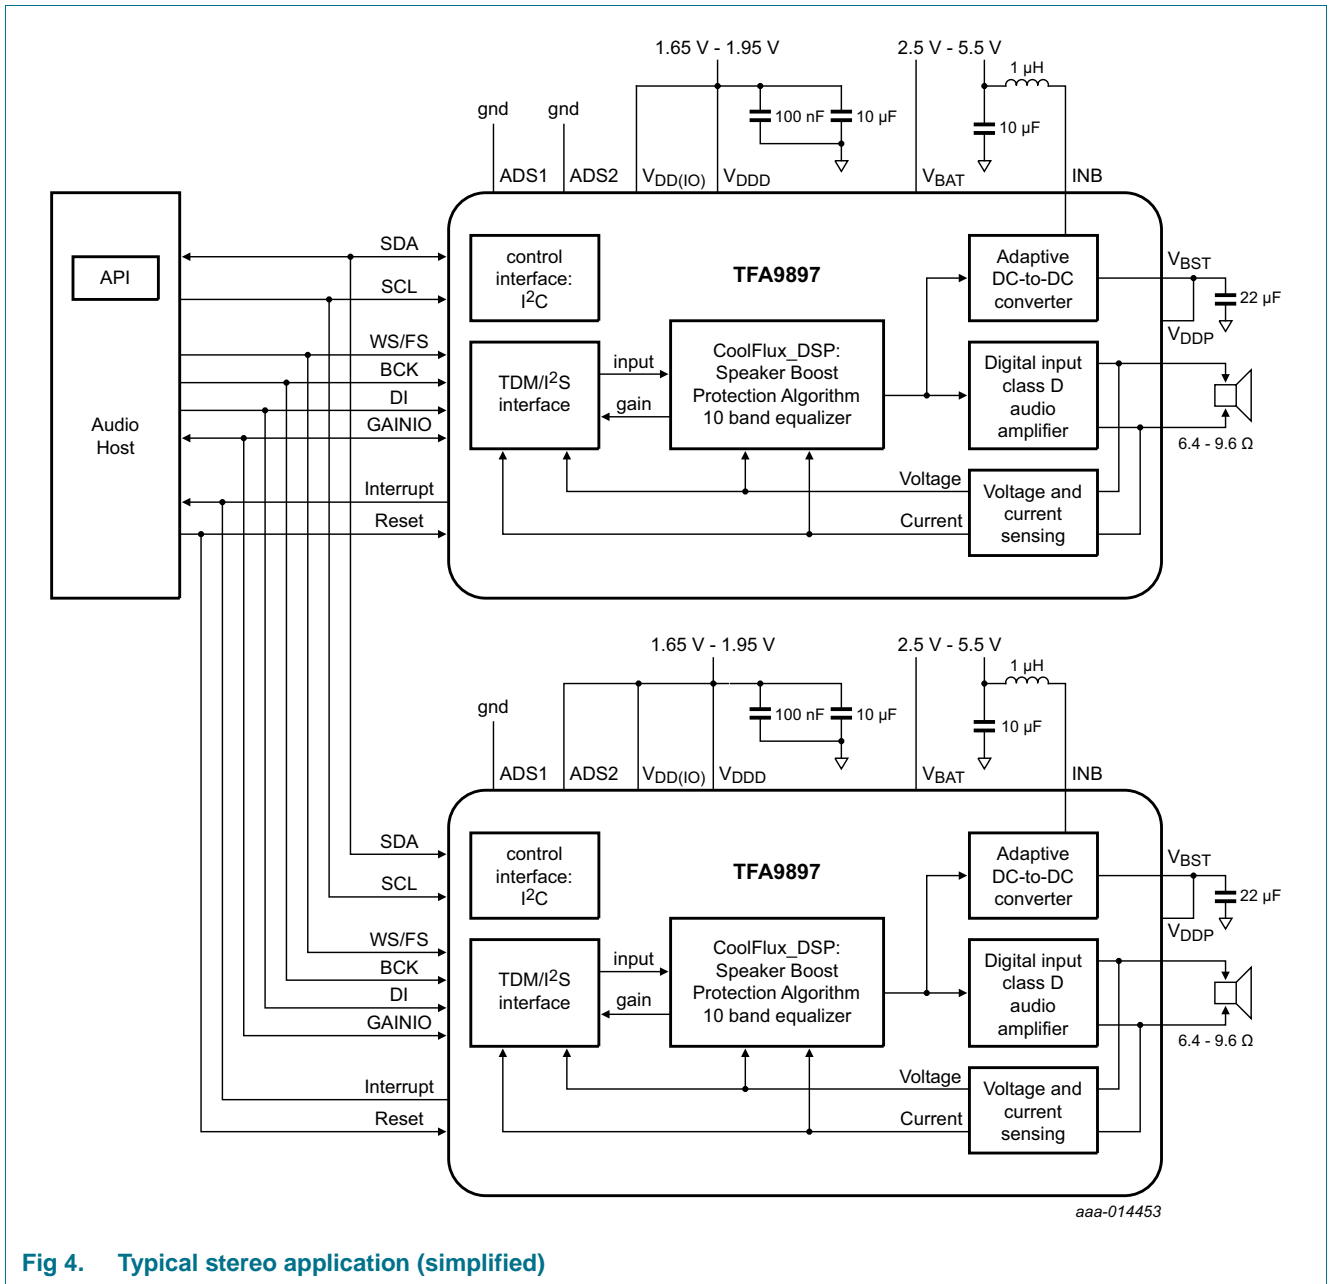 1.65 V - 1.95 V
2.5 V - 5.5 V
1 µH
gnd
gnd
100 nF
10 µF
10 µF
ADS1
ADS2
VDD(IO)
VDDD
VBAT
INB
API
Audio
Host
SDA
SCL
WS/FS
BCK
DI
GAINIO
Interrupt
Reset
control
interface:
I2C
TFA9897
Adaptive
DC-to-DC
converter
VBST
22 µF
VDDP
TDM/I2S
interface
input
gain
CoolFlux_DSP:
Speaker Boost
Protection Algorithm
10 band equalizer
Digital input
class D
audio
amplifier
6.4 - 9.6 Ω
Voltage
Current
Voltage and
current
sensing
1.65 V - 1.95 V
2.5 V - 5.5 V
1 µH
gnd
100 nF
10 µF
10 µF
ADS1
ADS2
VDD(IO)
VDDD
VBAT
INB
SDA
SCL
WS/FS
BCK
DI
GAINIO
Interrupt
Reset
control
interface:
I2C
TFA9897
Adaptive
DC-to-DC
converter
VBST
22 µF
VDDP
TDM/I2S
interface
input
gain
CoolFlux_DSP:
Speaker Boost
Protection Algorithm
10 band equalizer
Digital input
class D
audio
amplifier
6.4 - 9.6 Ω
Voltage
Current
Voltage and
current
sensing
aaa-014453
Fig 4. Typical stereo application (simplified)